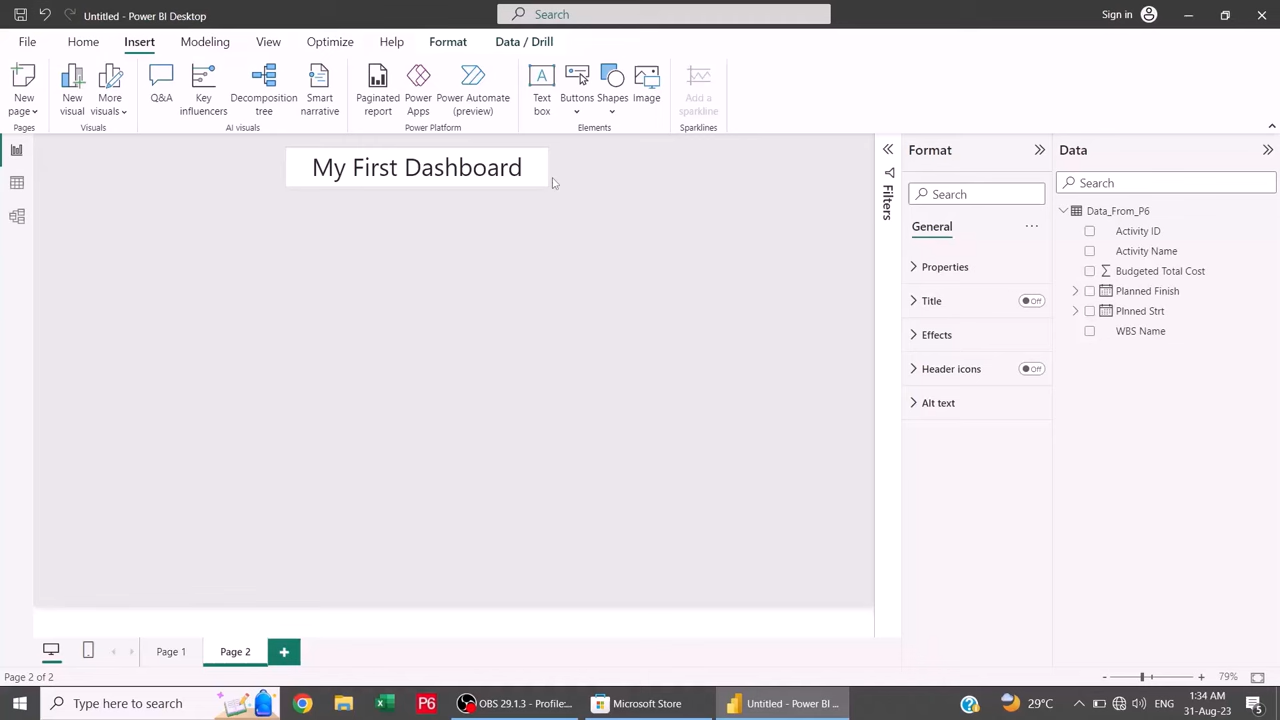 Untitled - Power BI Desktop
Search
Sign in
File
Home
Insert
Modeling
View
Optimize
Help
Format
Data / Drill
New page
New visual
More visuals
Q&A
Key influencers
Decomposition tree
Smart narrative
Paginated report
Power Apps
Power Automate (preview)
Text box
Buttons
Shapes
Image
Add a sparkline
Pages
Visuals
AI visuals
Power Platform
Elements
Sparklines
My First Dashboard
Filters
Format
Search
General
Properties
Title
Off
Effects
Header icons
Off
Alt text
Data
Search
Data_From_P6
Activity ID
Activity Name
Budgeted Total Cost
Planned Finish
Plnned Strt
WBS Name
Page 1
Page 2
Page 2 of 2
79%
Type here to search
P6
OBS 29.1.3 - Profile:...
Microsoft Store
Untitled - Power BI ...
29°C
ENG
1:34 AM
31-Aug-23